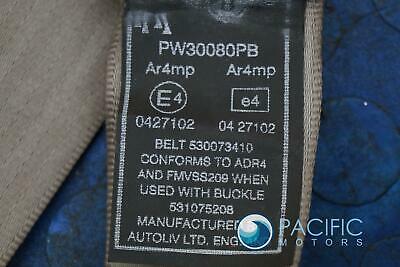 PW30080PB
Ar4mp Ar4mp
E4 e4
0427102 04 27102
BELT 530073410
CONFORMS TO ADR4
AND FMVSS209 WHEN
USED WITH BUCKLE
531075208
MANUFACTURED
AUTOLIV LTD. ENG
PACIFIC
MOTORS